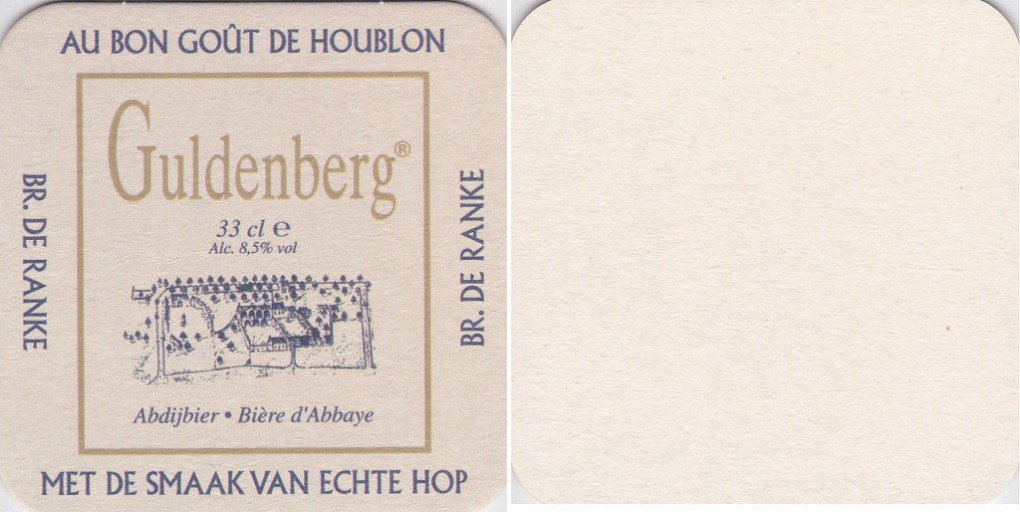 AU BON GOÛT DE HOUBLON
BR. DE RANKE
Guldenberg®
33 cl e
Alc. 8,5% vol
Abdijbier • Bière d'Abbaye
BR. DE RANKE
MET DE SMAAK VAN ECHTE HOP